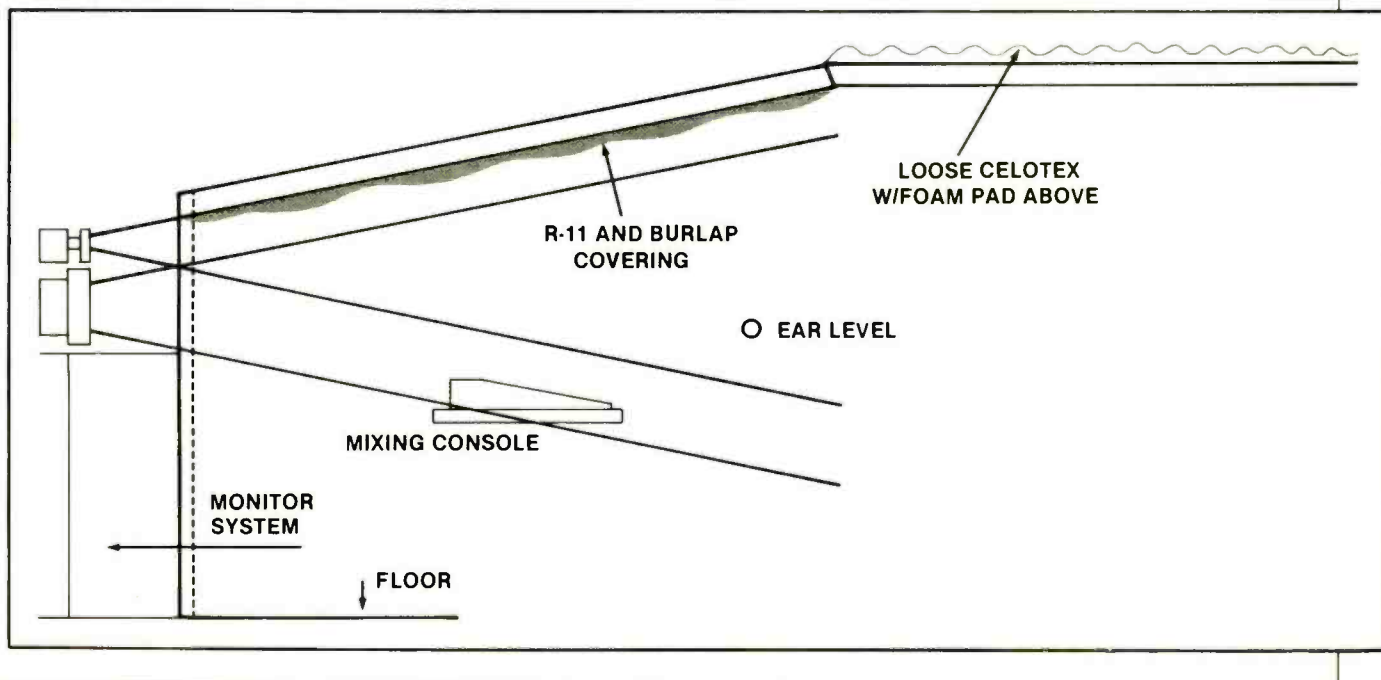 LOOSE CELOTEX
W/FOAM PAD ABOVE
R-11 AND BURLAP
COVERING
EAR LEVEL
MIXING CONSOLE
MONITOR
SYSTEM
FLOOR